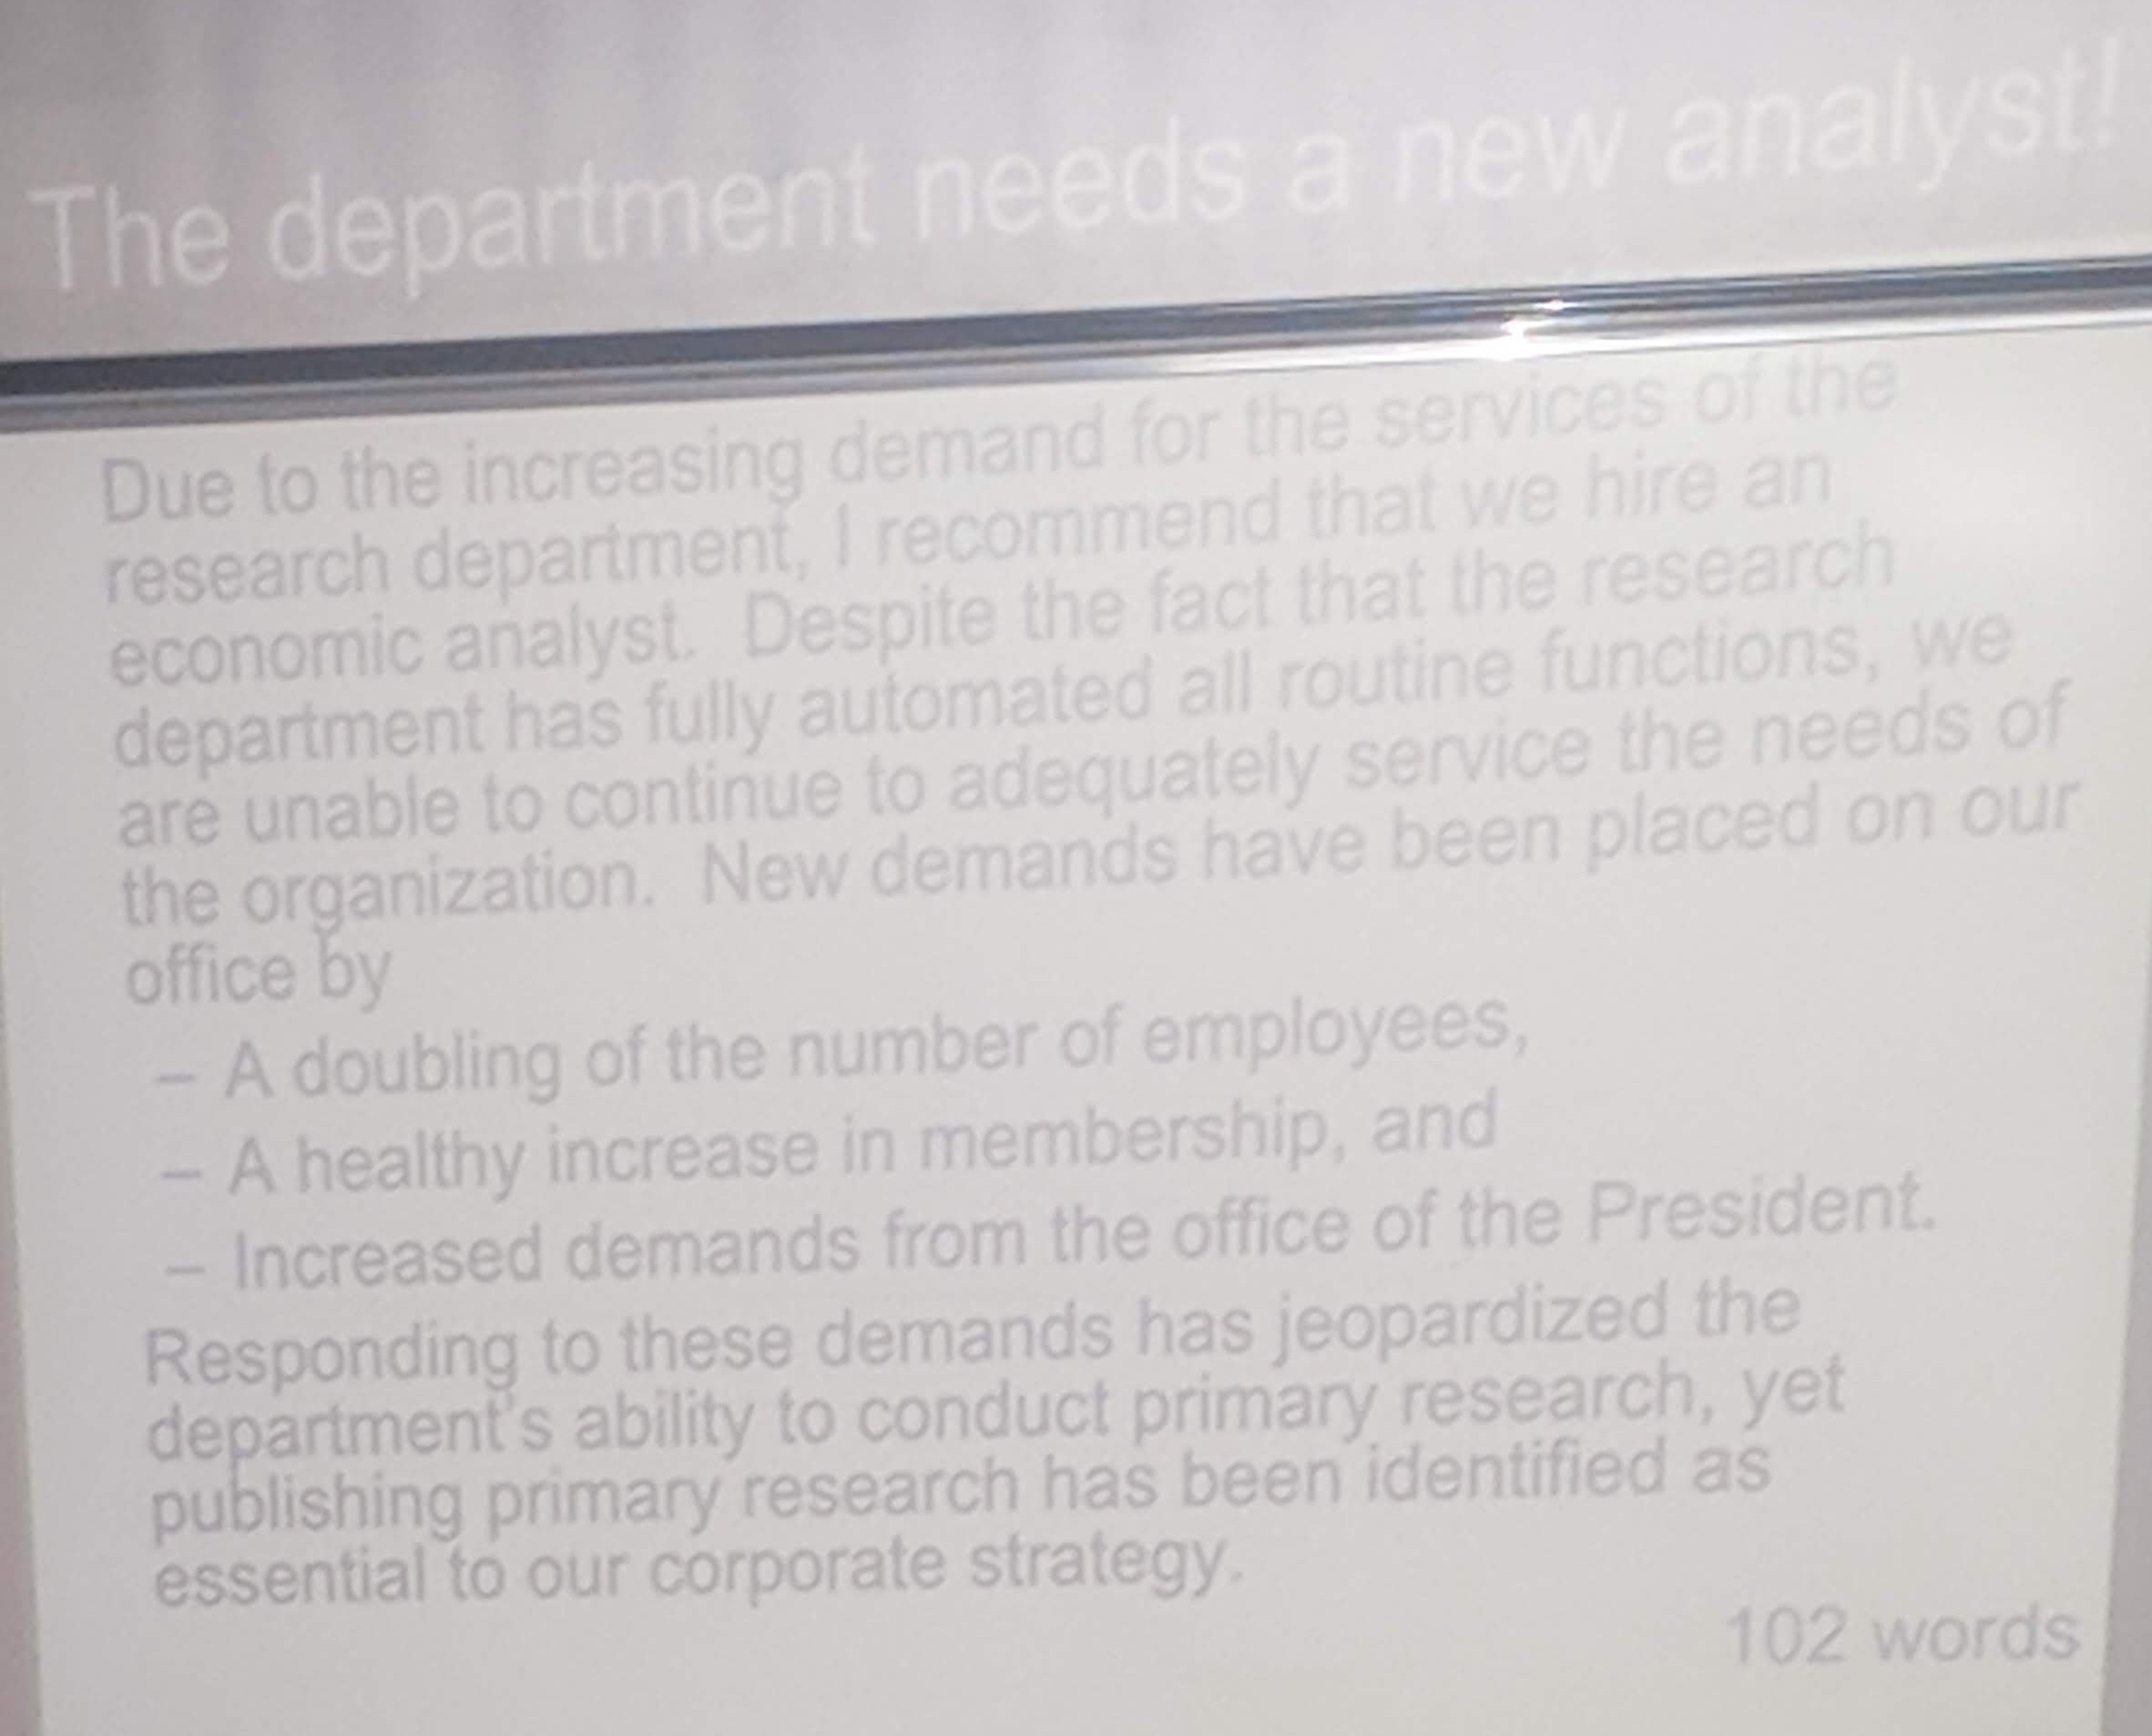 The department needs a new analyst!
Due to the increasing demand for the services of the
research department, I recommend that we hire an
economic analyst.  Despite the fact that the research
department has fully automated all routine functions, we
are unable to continue to adequately service the needs of
the organization.  New demands have been placed on our
office by
– A doubling of the number of employees,
– A healthy increase in membership, and
– Increased demands from the office of the President.
Responding to these demands has jeopardized the
department's ability to conduct primary research, yet
publishing primary research has been identified as
essential to our corporate strategy.
102 words